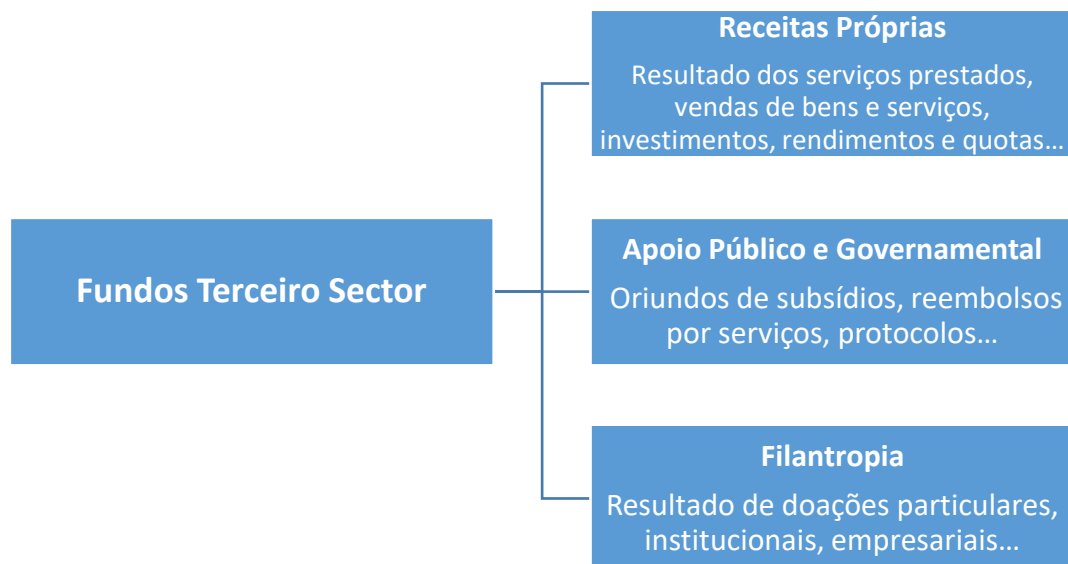 Fundos Terceiro Sector
Receitas Próprias
Resultado dos serviços prestados,
vendas de bens e serviços,
investimentos, rendimentos e quotas…
Apoio Público e Governamental
Oriundos de subsídios, reembolsos
por serviços, protocolos…
Filantropia
Resultado de doações particulares,
institucionais, empresariais…